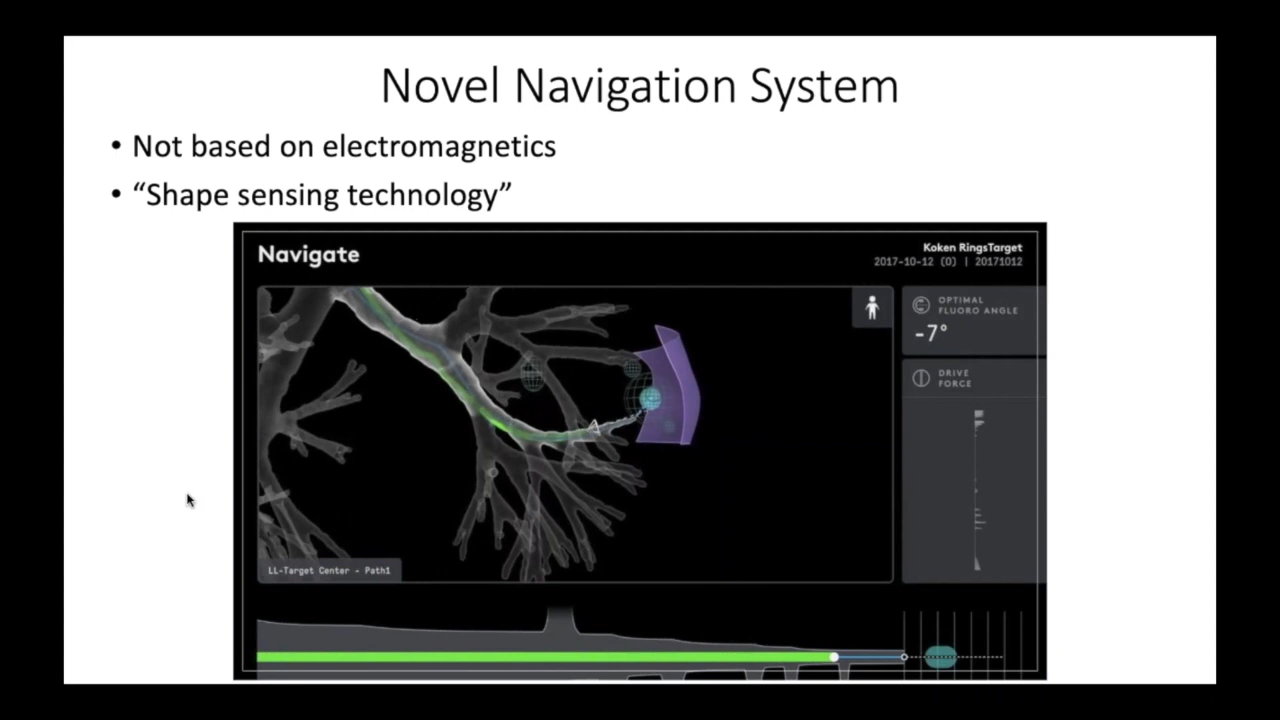 Novel Navigation System
• Not based on electromagnetics
• “Shape sensing technology”
Navigate
Koken RingsTarget
2017-10-12 (0) | 20171012
OPTIMAL
FLUORO ANGLE
-7°
DRIVE
FORCE
LL-Target Center - Path1